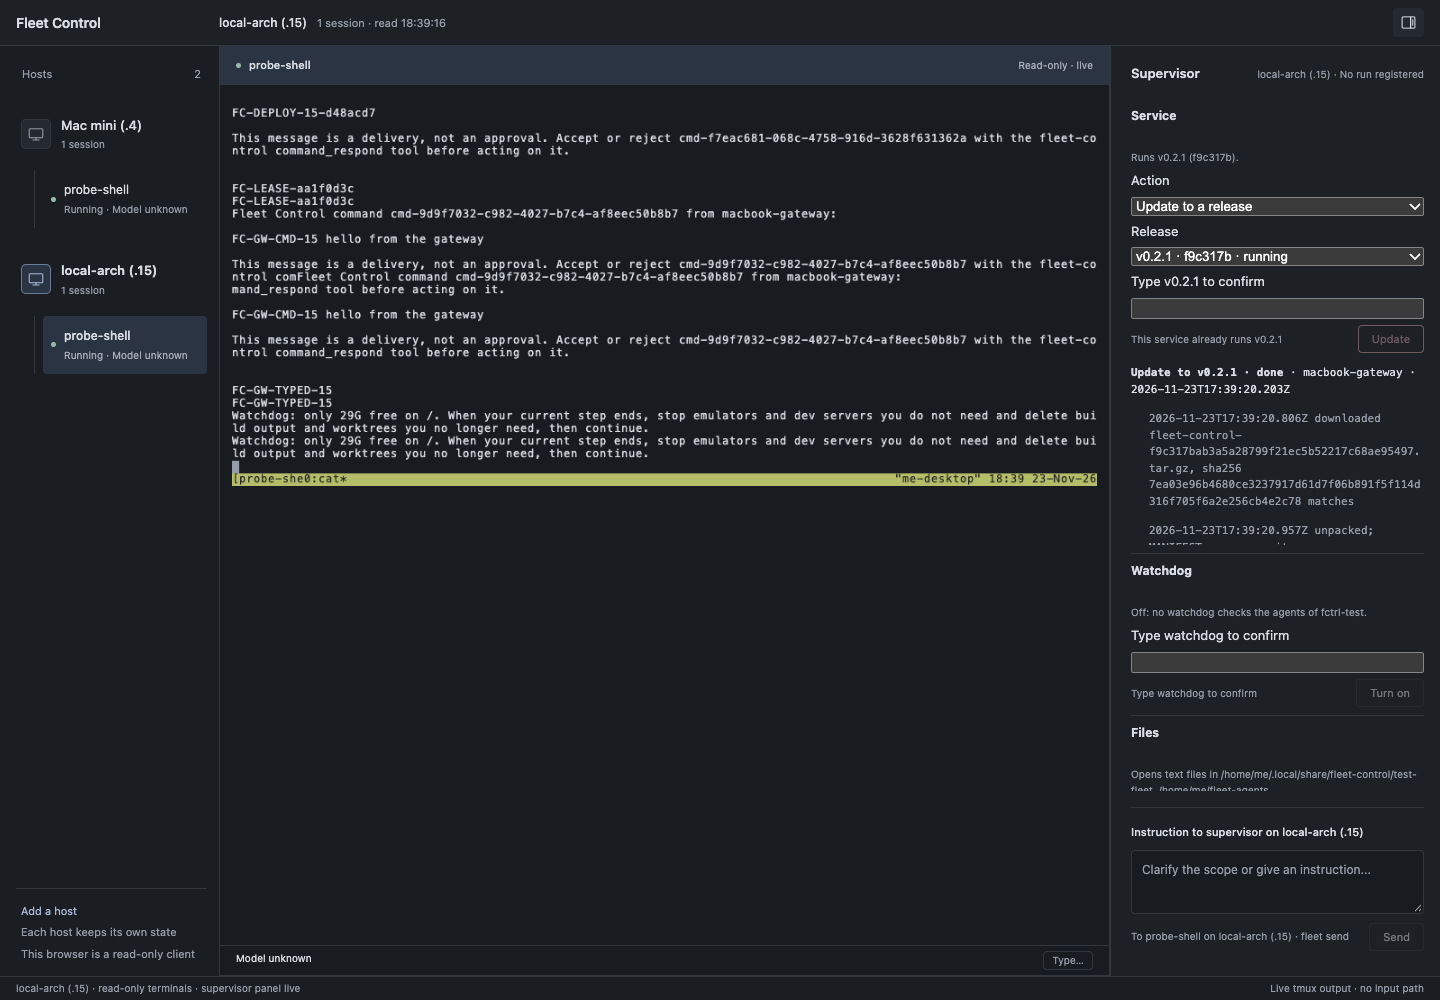 Fleet Control
local-arch (.15) 1 session · read 18:39:16
Hosts 2
Mac mini (.4)
1 session
probe-shell
Running · Model unknown
local-arch (.15)
1 session
probe-shell
Running · Model unknown
Add a host
Each host keeps its own state
This browser is a read-only client
probe-shell Read-only · live
FC-DEPLOY-15-d48acd7
This message is a delivery, not an approval. Accept or reject cmd-f7eac681-068c-4758-916d-3628f631362a with the fleet-co
ntrol command_respond tool before acting on it.
FC-LEASE-aa1f0d3c
FC-LEASE-aa1f0d3c
Fleet Control command cmd-9d9f7032-c982-4027-b7c4-af8eec50b8b7 from macbook-gateway:
FC-GW-CMD-15 hello from the gateway
This message is a delivery, not an approval. Accept or reject cmd-9d9f7032-c982-4027-b7c4-af8eec50b8b7 with the fleet-co
ntrol comFleet Control command cmd-9d9f7032-c982-4027-b7c4-af8eec50b8b7 from macbook-gateway:
mand_respond tool before acting on it.
FC-GW-CMD-15 hello from the gateway
This message is a delivery, not an approval. Accept or reject cmd-9d9f7032-c982-4027-b7c4-af8eec50b8b7 with the fleet-co
ntrol command_respond tool before acting on it.
FC-GW-TYPED-15
FC-GW-TYPED-15
Watchdog: only 29G free on /. When your current step ends, stop emulators and dev servers you do not need and delete bui
ld output and worktrees you no longer need, then continue.
Watchdog: only 29G free on /. When your current step ends, stop emulators and dev servers you do not need and delete bui
ld output and worktrees you no longer need, then continue.
[probe-she0:cat* "me-desktop" 18:39 23-Nov-26
Model unknown Type...
Supervisor local-arch (.15) · No run registered
Service
Runs v0.2.1 (f9c317b).
Action
Update to a release
Release
v0.2.1 · f9c317b · running
Type v0.2.1 to confirm
This service already runs v0.2.1 Update
Update to v0.2.1 · done · macbook-gateway ·
2026-11-23T17:39:20.203Z
2026-11-23T17:39:20.806Z downloaded
fleet-control-
f9c317bab3a5a28799f21ec5b52217c68ae95497.
tar.gz, sha256
7ea03e96b4680ce3237917d61d7f06b891f5f114d
316f705f6a2e256cb4e2c78 matches
2026-11-23T17:39:20.957Z unpacked;
Watchdog
Off: no watchdog checks the agents of fctrl-test.
Type watchdog to confirm
Type watchdog to confirm Turn on
Files
Opens text files in /home/me/.local/share/fleet-control/test-
fleet, /home/me/fleet-agents
Instruction to supervisor on local-arch (.15)
Clarify the scope or give an instruction...
To probe-shell on local-arch (.15) · fleet send Send
local-arch (.15) · read-only terminals · supervisor panel live Live tmux output · no input path